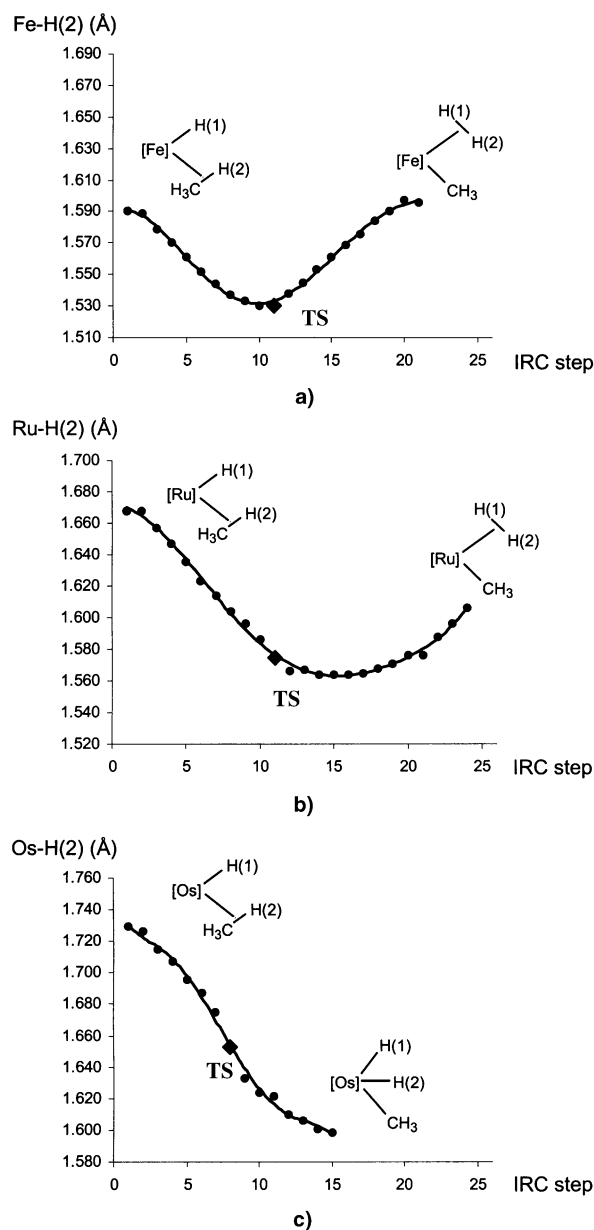 Fe-H(2) (Å)
1.690
1.670
1.650
1.630
1.610
1.590
1.570
1.550
1.530
1.510
H(1)
[Fe]
H(2)
H₃C
H(1)
H(2)
[Fe]
CH₃
TS
0 5 10 15 20 25 IRC step
a)
Ru-H(2) (Å)
1.700
1.680
1.660
1.640
1.620
1.600
1.580
1.560
1.540
1.520
H(1)
[Ru]
H(2)
H₃C
H(1)
H(2)
[Ru]
CH₃
TS
0 5 10 15 20 25 IRC step
b)
Os-H(2) (Å)
1.760
1.740
1.720
1.700
1.680
1.660
1.640
1.620
1.600
1.580
H(1)
[Os]
H(2)
H₃C
TS
H(1)
[Os] H(2)
CH₃
0 5 10 15 20 25 IRC step
c)